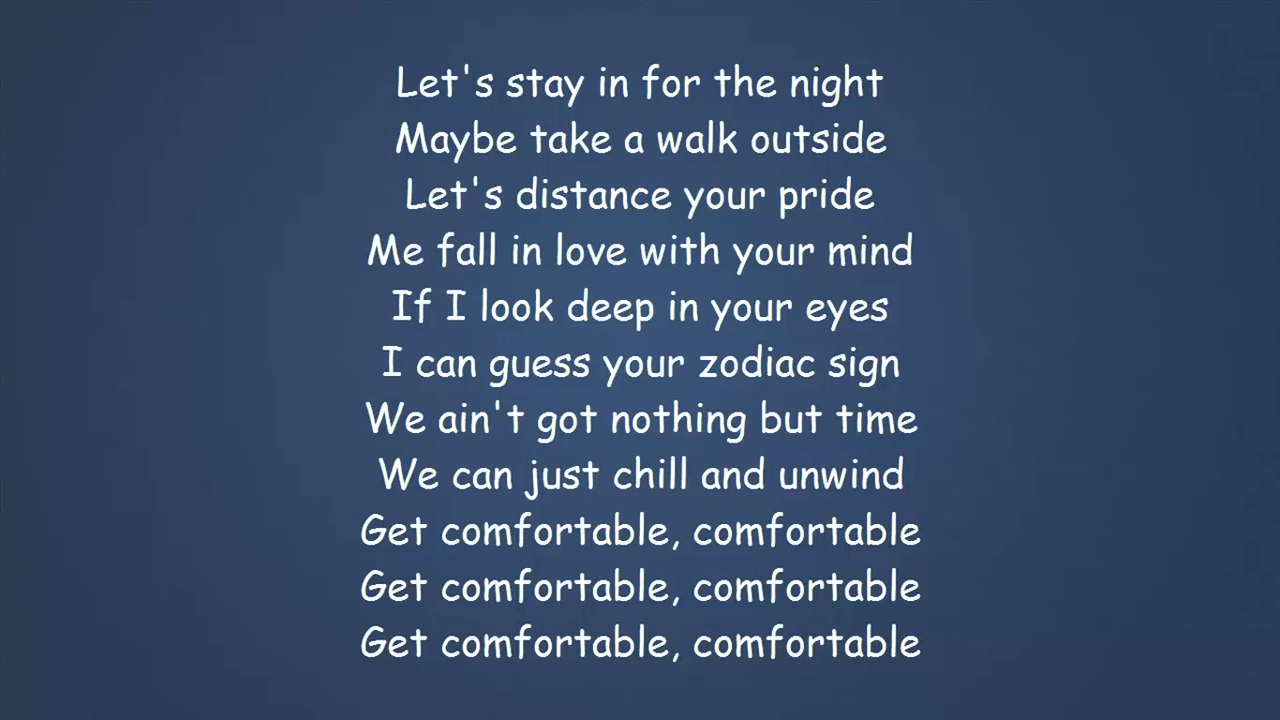 Let's stay in for the night
Maybe take a walk outside
Let's distance your pride
Me fall in love with your mind
If I look deep in your eyes
I can guess your zodiac sign
We ain't got nothing but time
We can just chill and unwind
Get comfortable, comfortable
Get comfortable, comfortable
Get comfortable, comfortable